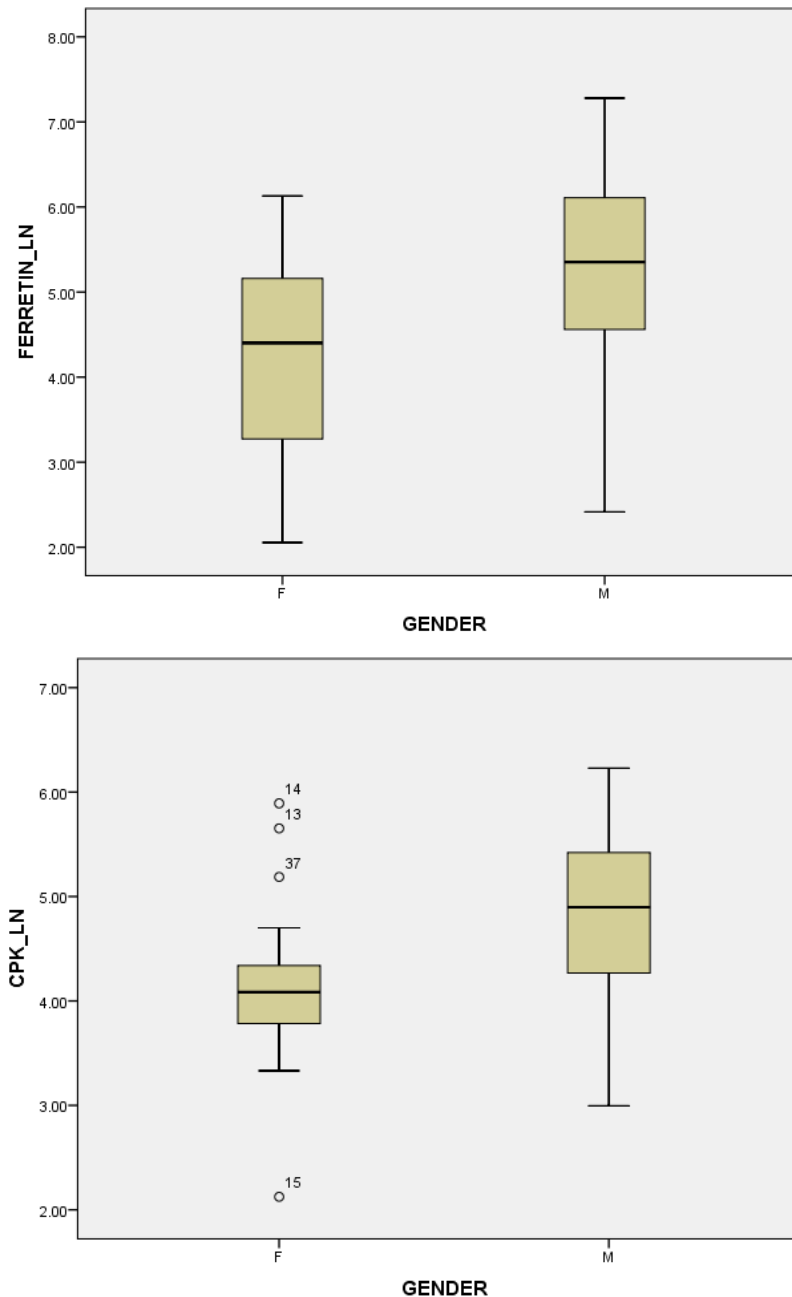 8.00
7.00
6.00
5.00
4.00
3.00
2.00
FERRETIN_LN
F
M
GENDER
7.00
6.00
5.00
4.00
3.00
2.00
CPK_LN
14
13
37
15
F
M
GENDER